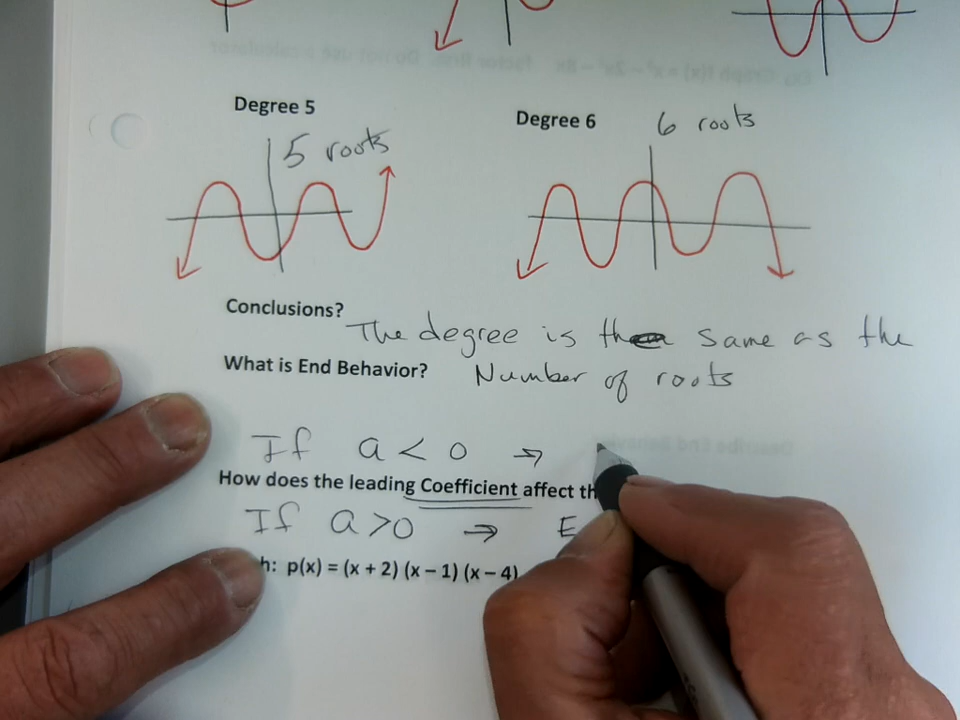 Degree 5
5 roots
Degree 6
6 roots
Conclusions?
The degree is the same as the
What is End Behavior? Number of roots
If a < 0 →
How does the leading Coefficient affect th
If a > 0 → E
h: p(x) = (x + 2) (x – 1) (x – 4)